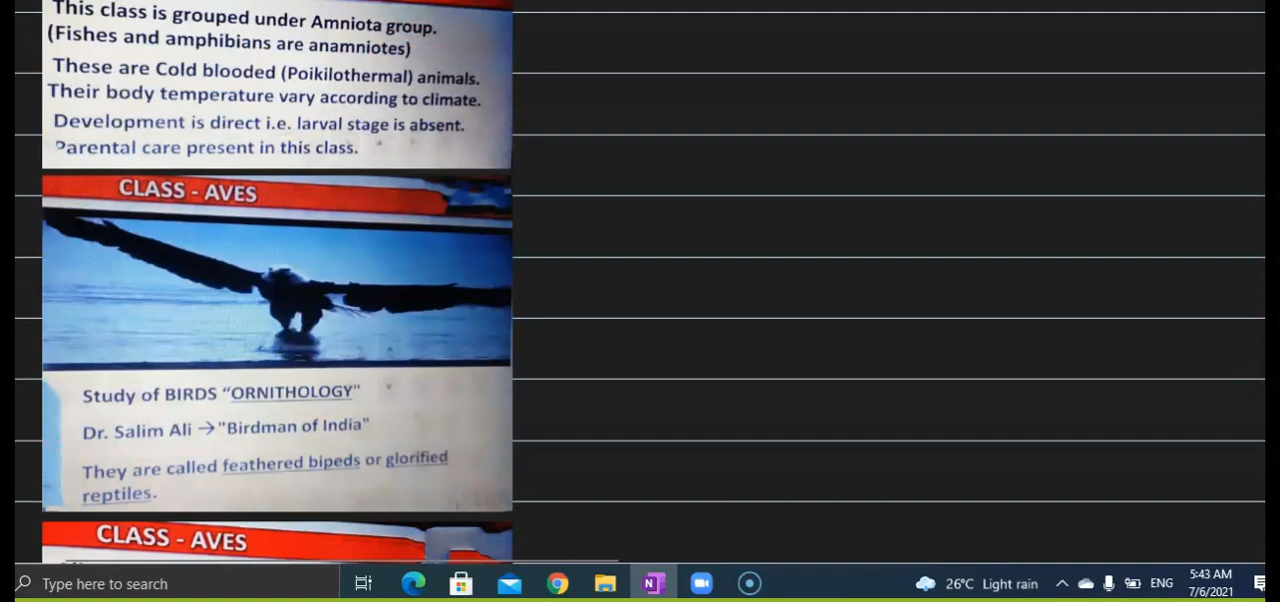 This class is grouped under Amniota group.
(Fishes and amphibians are anamniotes)
These are Cold blooded (Poikilothermal) animals.
Their body temperature vary according to climate.
Development is direct i.e. larval stage is absent.
Parental care present in this class.
CLASS - AVES
Study of BIRDS "ORNITHOLOGY"
Dr. Salim Ali → "Birdman of India"
They are called feathered bipeds or glorified
reptiles.
CLASS - AVES
Type here to search
26°C Light rain
ENG
5:43 AM
7/6/2021